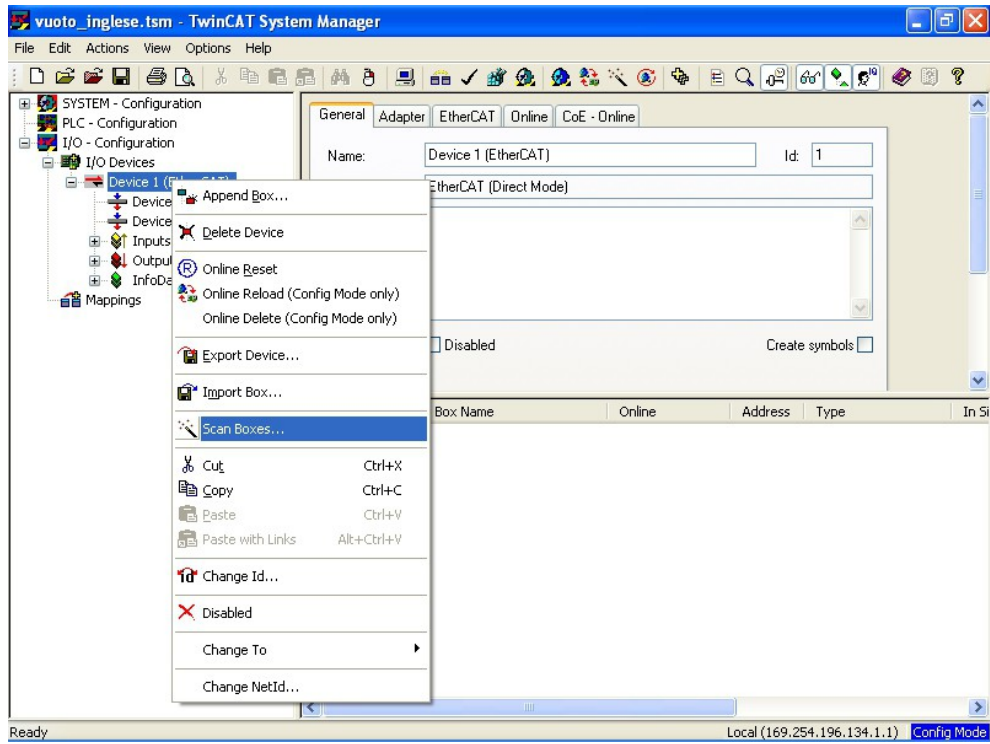 vuoto_inglese.tsm - TwinCAT System Manager
File Edit Actions View Options Help
SYSTEM - Configuration
PLC - Configuration
I/O - Configuration
I/O Devices
Device 1 (EtherCAT)
Device
Device
Inputs
Outpu
InfoDa
Mappings
Append Box...
Delete Device
Online Reset
Online Reload (Config Mode only)
Online Delete (Config Mode only)
Export Device...
Import Box...
Scan Boxes...
Cut Ctrl+X
Copy Ctrl+C
Paste Ctrl+V
Paste with Links Alt+Ctrl+V
Change Id...
Disabled
Change To
Change NetId...
General Adapter EtherCAT Online CoE - Online
Name: Device 1 (EtherCAT) Id: 1
EtherCAT (Direct Mode)
Disabled Create symbols
Box Name Online Address Type In Si
Ready Local (169.254.196.134.1.1) Config Mode